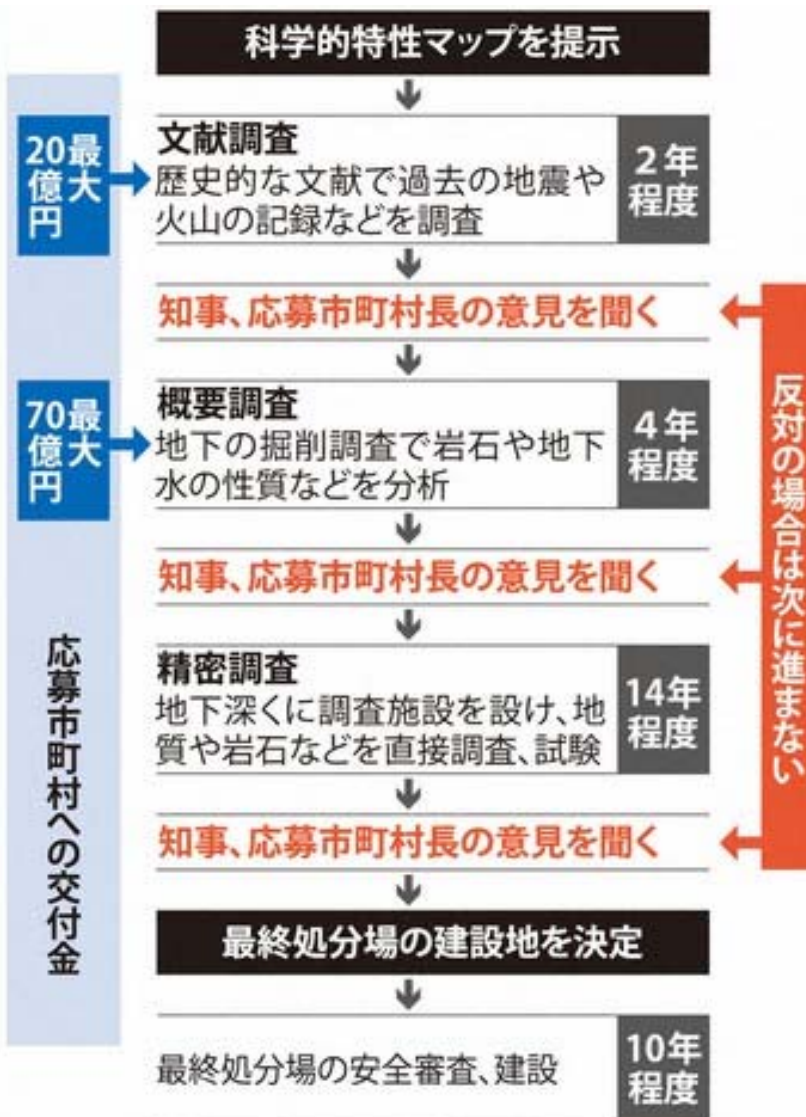 科学的特性マップを提示
最大
20億円
文献調査
歴史的な文献で過去の地震や
火山の記録などを調査
2年
程度
知事、応募市町村長の意見を聞く
最大
70億円
概要調査
地下の掘削調査で岩石や地下
水の性質などを分析
4年
程度
知事、応募市町村長の意見を聞く
精密調査
地下深くに調査施設を設け、地
質や岩石などを直接調査、試験
14年
程度
知事、応募市町村長の意見を聞く
反対の場合は次に進まない
応募市町村への交付金
最終処分場の建設地を決定
最終処分場の安全審査、建設
10年
程度